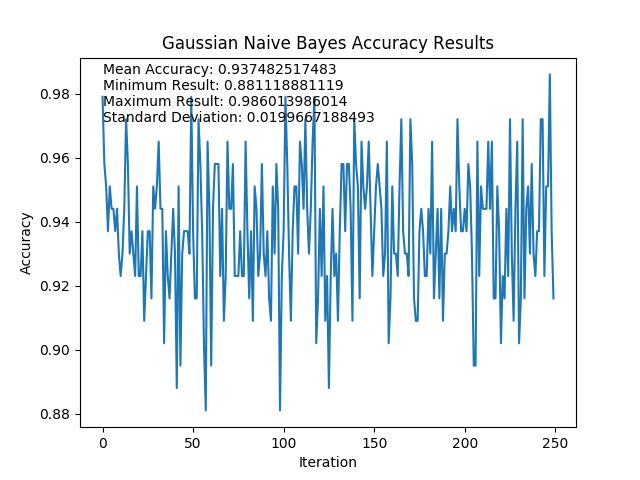 Gaussian Naive Bayes Accuracy Results
Mean Accuracy: 0.937482517483
Minimum Result: 0.881118881119
Maximum Result: 0.986013986014
Standard Deviation: 0.0199667188493
0.98
0.96
0.94
0.92
0.90
0.88
Accuracy
0 50 100 150 200 250
Iteration